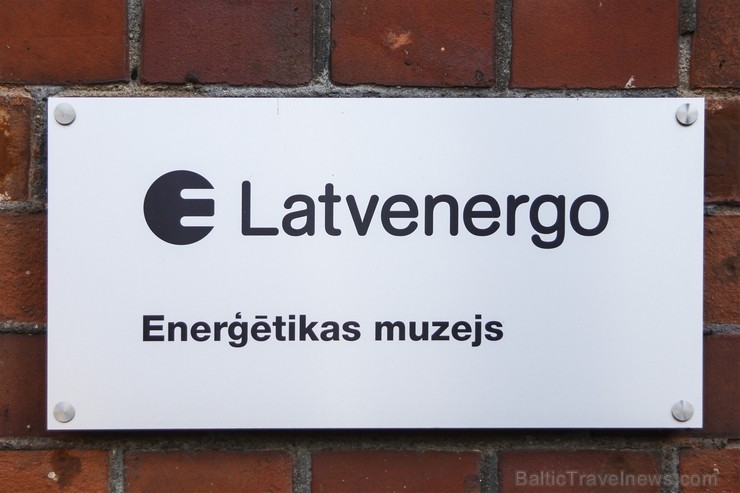 Latvenergo
Enerģētikas muzejs
BalticTravelnews.com